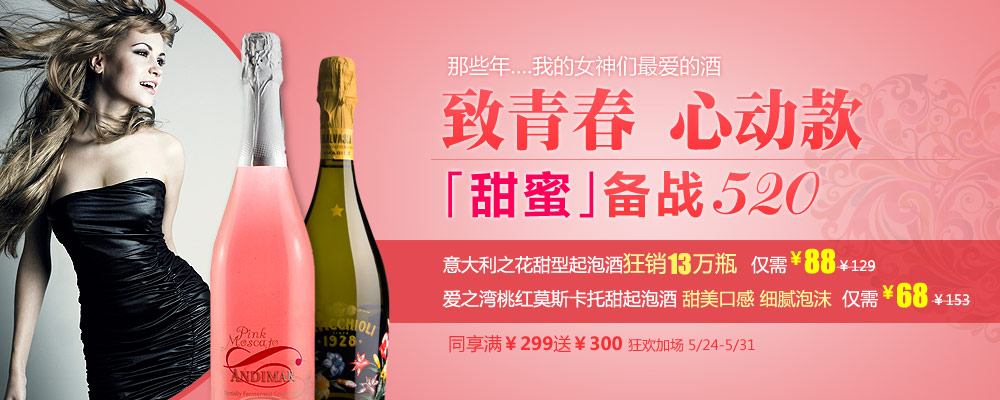 那些年....我的女神们最爱的酒
致青春 心动款
「甜蜜」备战520
意大利之花甜型起泡酒狂销13万瓶 仅需¥88 ¥129
爱之湾桃红莫斯卡托甜起泡酒 甜美口感 细腻泡沫 仅需¥68 ¥153
同享满¥299送¥300 狂欢加场 5/24-5/31
Pink
Moscato
ANDIMAR
1928